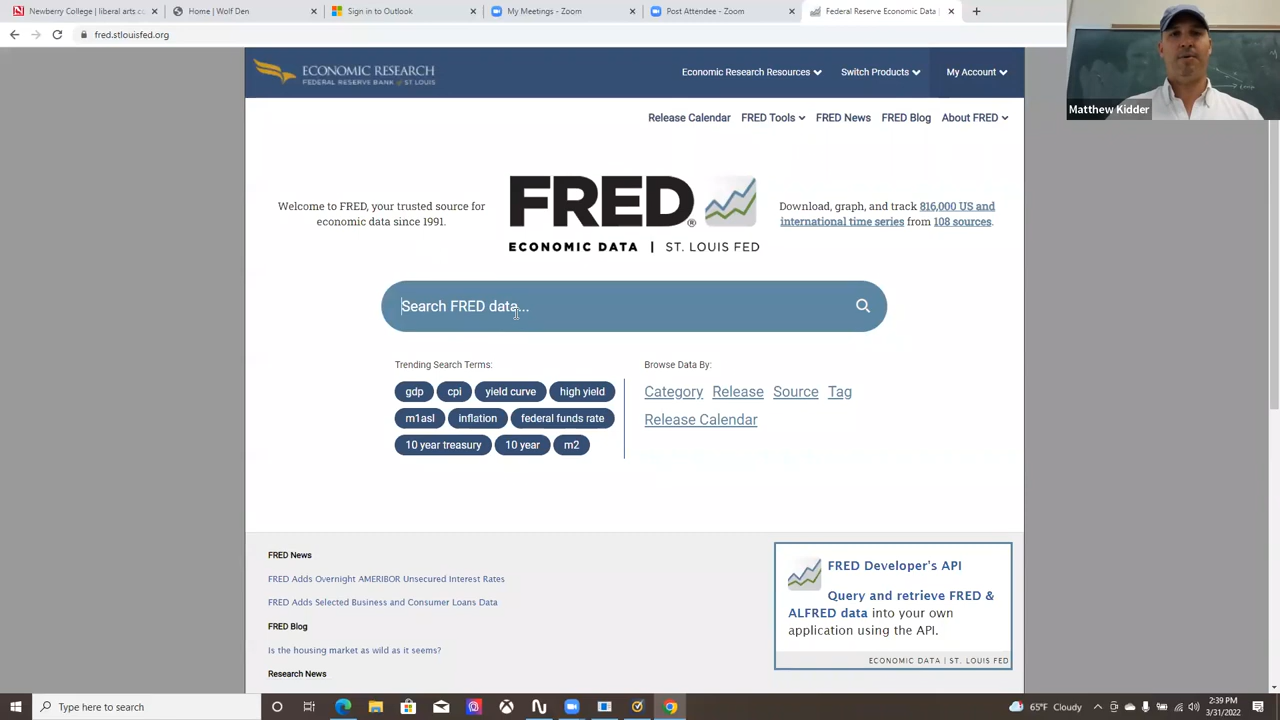 Newberry College | liberal arts c
Home | Wolf Den
Sign in to Outlook
My Meetings - Zoom
Post Attendee - Zoom
Federal Reserve Economic Data |
fred.stlouisfed.org
Matthew Kidder
ECONOMIC RESEARCH
FEDERAL RESERVE BANK OF ST. LOUIS
Economic Research Resources
Switch Products
My Account
Release Calendar
FRED Tools
FRED News
FRED Blog
About FRED
Welcome to FRED, your trusted source for
economic data since 1991.
FRED®
ECONOMIC DATA | ST. LOUIS FED
Download, graph, and track 816,000 US and
international time series from 108 sources.
Search FRED data...
Trending Search Terms:
gdp cpi yield curve high yield
m1asl inflation federal funds rate
10 year treasury 10 year m2
Browse Data By:
Category Release Source Tag
Release Calendar
FRED News
FRED Adds Overnight AMERIBOR Unsecured Interest Rates
FRED Adds Selected Business and Consumer Loans Data
FRED Blog
Is the housing market as wild as it seems?
Research News
FRED Developer's API
Query and retrieve FRED &
ALFRED data into your own
application using the API.
ECONOMIC DATA | ST. LOUIS FED
Type here to search
65°F Cloudy
2:39 PM
3/31/2022